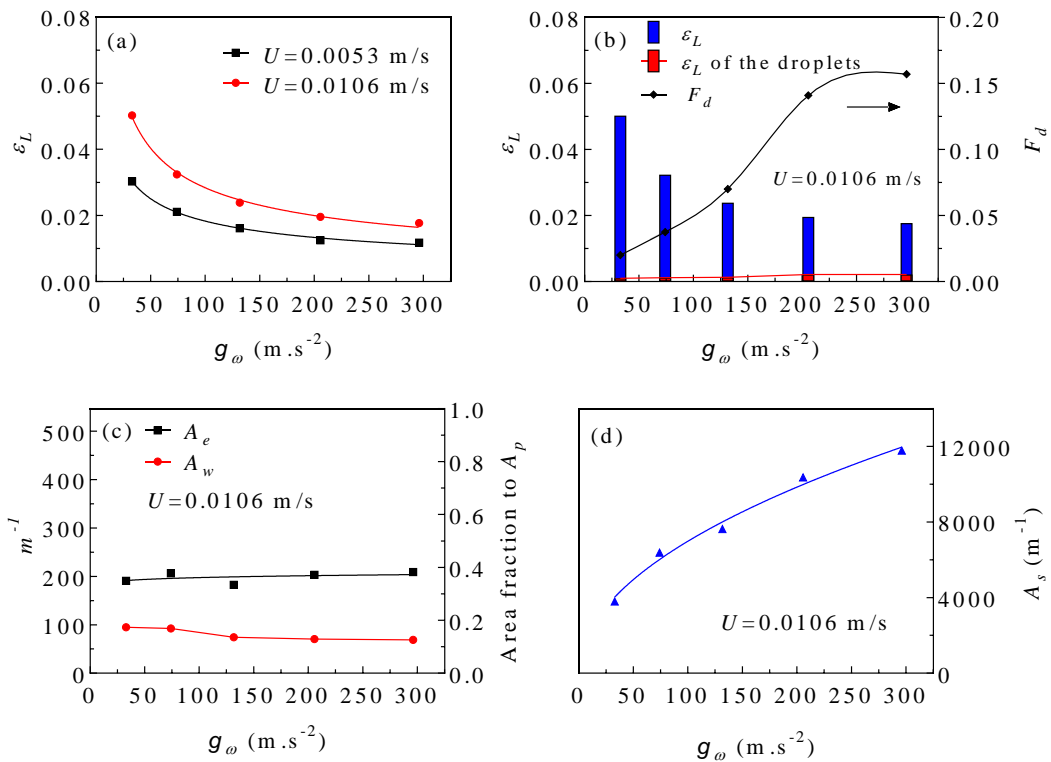 (a)
U=0.0053 m/s
U=0.0106 m/s
0.08
0.06
0.04
0.02
0.00
ε_L
0 50 100 150 200 250 300
g_ω (m.s⁻²)
(b)
ε_L
ε_L of the droplets
F_d
U=0.0106 m/s
0.08
0.06
0.04
0.02
0.00
ε_L
0.20
0.15
0.10
0.05
0.00
F_d
0 50 100 150 200 250 300
g_ω (m.s⁻²)
(c)
A_e
A_w
U=0.0106 m/s
500
400
300
200
100
0
m⁻¹
1.0
0.8
0.6
0.4
0.2
0.0
Area fraction to A_p
0 50 100 150 200 250 300
g_ω (m.s⁻²)
(d)
U=0.0106 m/s
12000
8000
4000
0
A_s (m⁻¹)
0 50 100 150 200 250 300
g_ω (m.s⁻²)